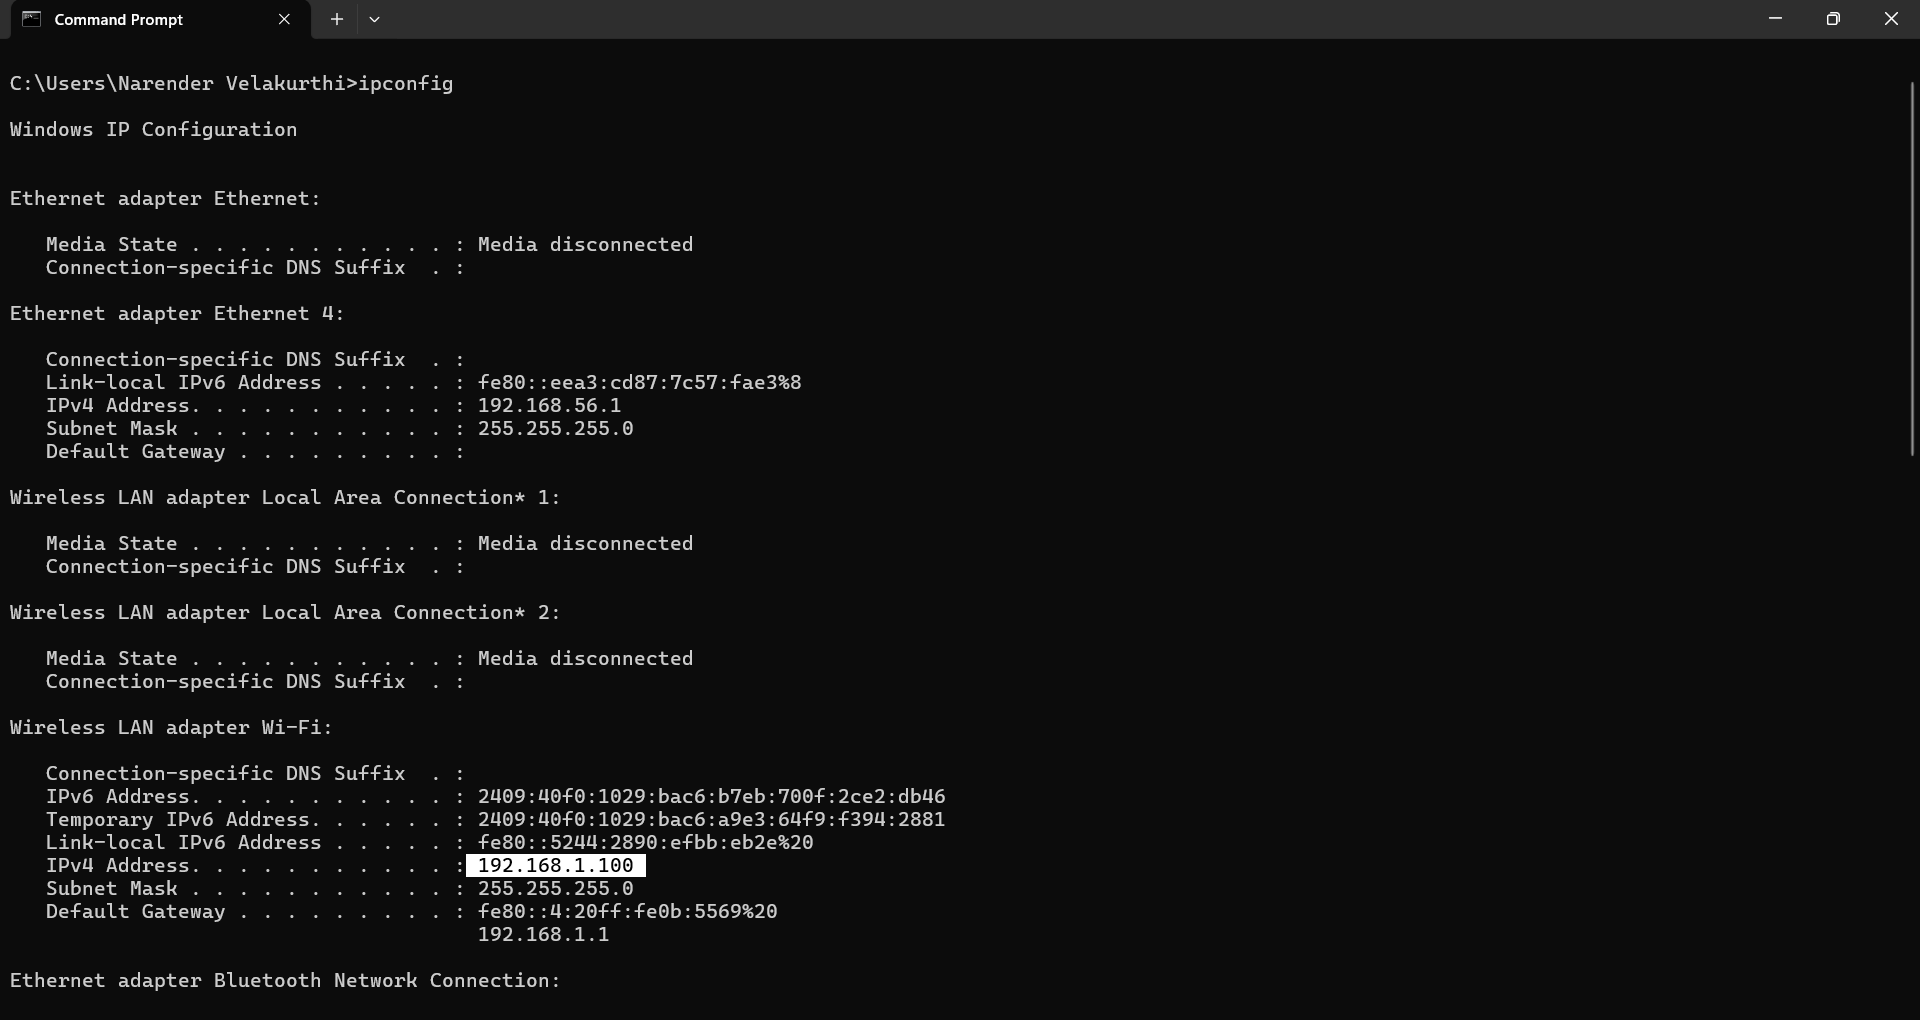 Command Prompt
C:\Users\Narender Velakurthi>ipconfig
Windows IP Configuration
Ethernet adapter Ethernet:
Media State . . . . . . . . . . . : Media disconnected
Connection-specific DNS Suffix  . :
Ethernet adapter Ethernet 4:
Connection-specific DNS Suffix  . :
Link-local IPv6 Address . . . . . : fe80::eea3:cd87:7c57:fae3%8
IPv4 Address. . . . . . . . . . . : 192.168.56.1
Subnet Mask . . . . . . . . . . . : 255.255.255.0
Default Gateway . . . . . . . . . :
Wireless LAN adapter Local Area Connection* 1:
Media State . . . . . . . . . . . : Media disconnected
Connection-specific DNS Suffix  . :
Wireless LAN adapter Local Area Connection* 2:
Media State . . . . . . . . . . . : Media disconnected
Connection-specific DNS Suffix  . :
Wireless LAN adapter Wi-Fi:
Connection-specific DNS Suffix  . :
IPv6 Address. . . . . . . . . . . : 2409:40f0:1029:bac6:b7eb:700f:2ce2:db46
Temporary IPv6 Address. . . . . . : 2409:40f0:1029:bac6:a9e3:64f9:f394:2881
Link-local IPv6 Address . . . . . : fe80::5244:2890:efbb:eb2e%20
IPv4 Address. . . . . . . . . . . : 192.168.1.100
Subnet Mask . . . . . . . . . . . : 255.255.255.0
Default Gateway . . . . . . . . . : fe80::4:20ff:fe0b:5569%20
192.168.1.1
Ethernet adapter Bluetooth Network Connection: